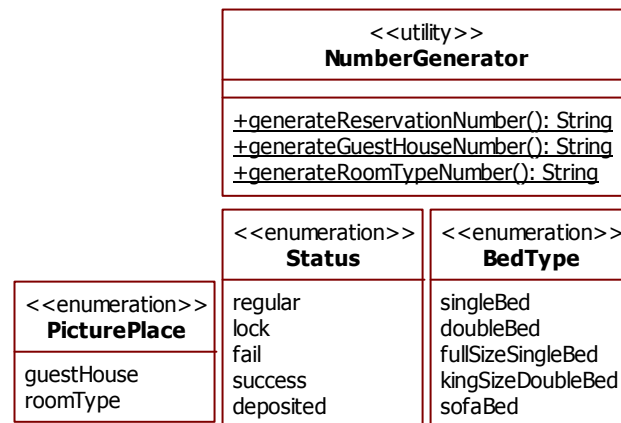 <<utility>>
NumberGenerator
+generateReservationNumber(): String
+generateGuestHouseNumber(): String
+generateRoomTypeNumber(): String
<<enumeration>>
PicturePlace
guestHouse
roomType
<<enumeration>>
Status
regular
lock
fail
success
deposited
<<enumeration>>
BedType
singleBed
doubleBed
fullSizeSingleBed
kingSizeDoubleBed
sofaBed